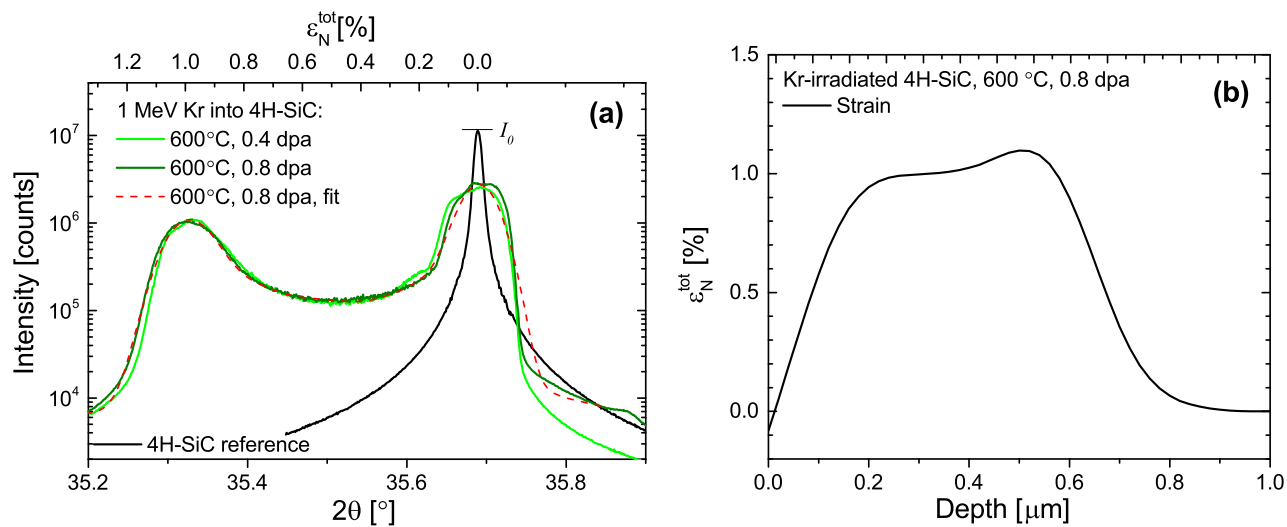 ε_N^tot [%]
1.2 1.0 0.8 0.6 0.4 0.2 0.0
1 MeV Kr into 4H-SiC:
(a)
600°C, 0.4 dpa
600°C, 0.8 dpa
600°C, 0.8 dpa, fit
I_0
10^7
10^6
10^5
10^4
Intensity [counts]
4H-SiC reference
35.2 35.4 35.6 35.8
2θ [°]
Kr-irradiated 4H-SiC, 600 °C, 0.8 dpa
Strain
(b)
1.5
1.0
0.5
0.0
ε_N^tot [%]
0.0 0.2 0.4 0.6 0.8 1.0
Depth [μm]